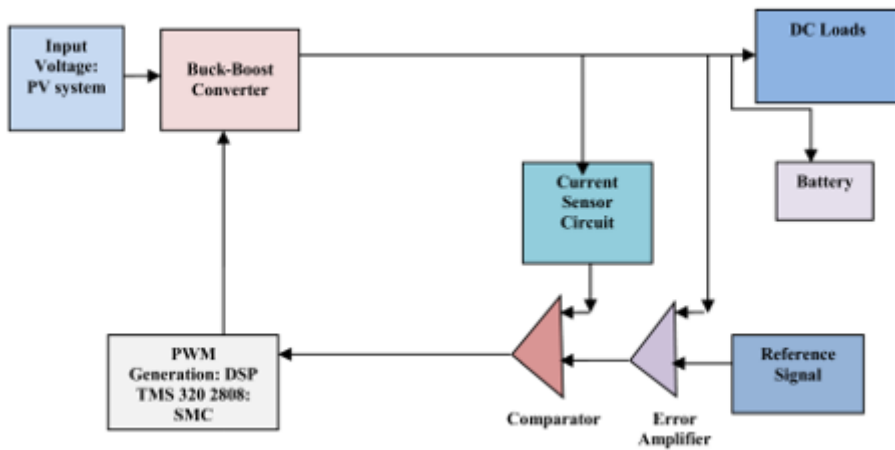 Input
Voltage:
PV system
Buck-Boost
Converter
DC Loads
Current
Sensor
Circuit
Battery
PWM
Generation: DSP
TMS 320 2808:
SMC
Comparator
Error
Amplifier
Reference
Signal